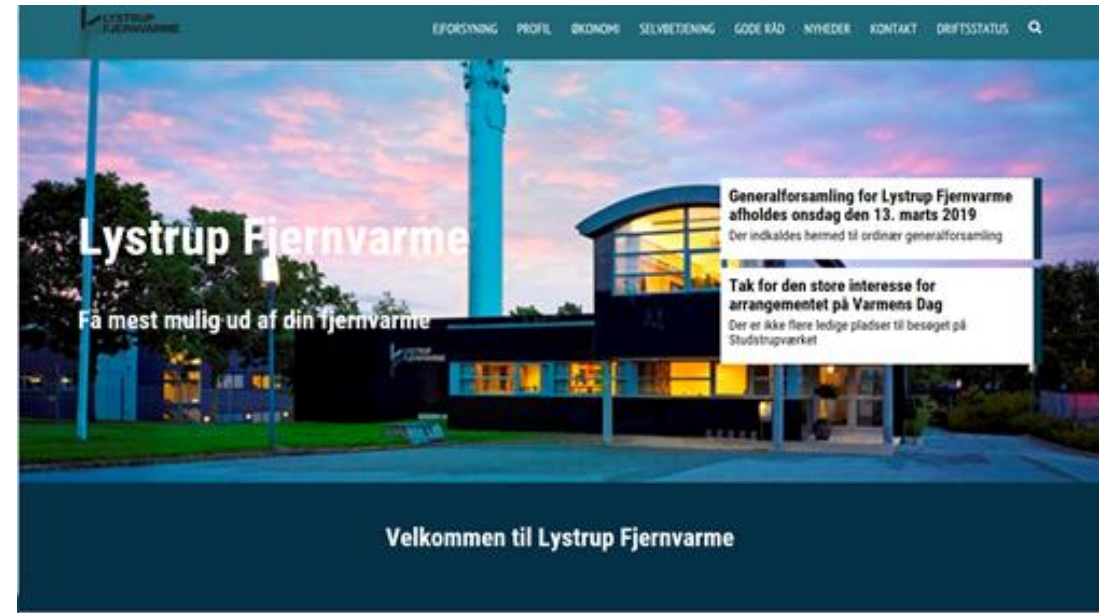 LYSTRUP
FJERNVARME
EJFORSYNING PROFIL ØKONOMI SELVBETJENING GODE RÅD NYHEDER KONTAKT DRIFTSSTATUS
Generalforsamling for Lystrup Fjernvarme
afholdes onsdag den 13. marts 2019
Der indkaldes hermed til ordinær generalforsamling
Lystrup Fjernvarme
Tak for den store interesse for
arrangementet på Varmens Dag
Der er ikke flere ledige pladser til besøget på
Studstrupværket
Få mest mulig ud af din fjernvarme
LYSTRUP
FJERNVARME
Velkommen til Lystrup Fjernvarme